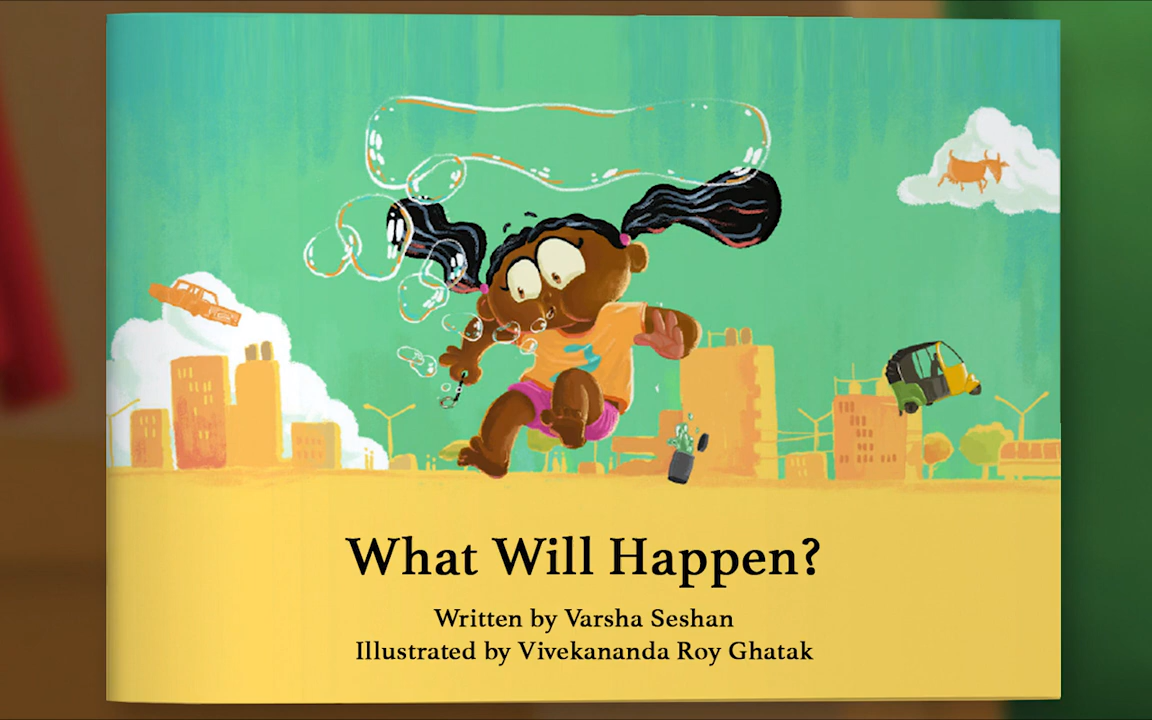 What Will Happen?
Written by Varsha Seshan
Illustrated by Vivekananda Roy Ghatak